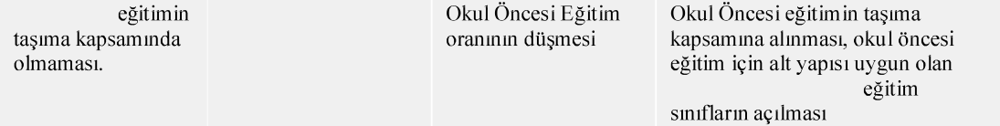 eğitimin
taşıma kapsamında
olmaması.
Okul Öncesi Eğitim
oranının düşmesi
Okul Öncesi eğitimin taşıma
kapsamına alınması, okul öncesi
eğitim için alt yapısı uygun olan
eğitim
sınıfların açılması